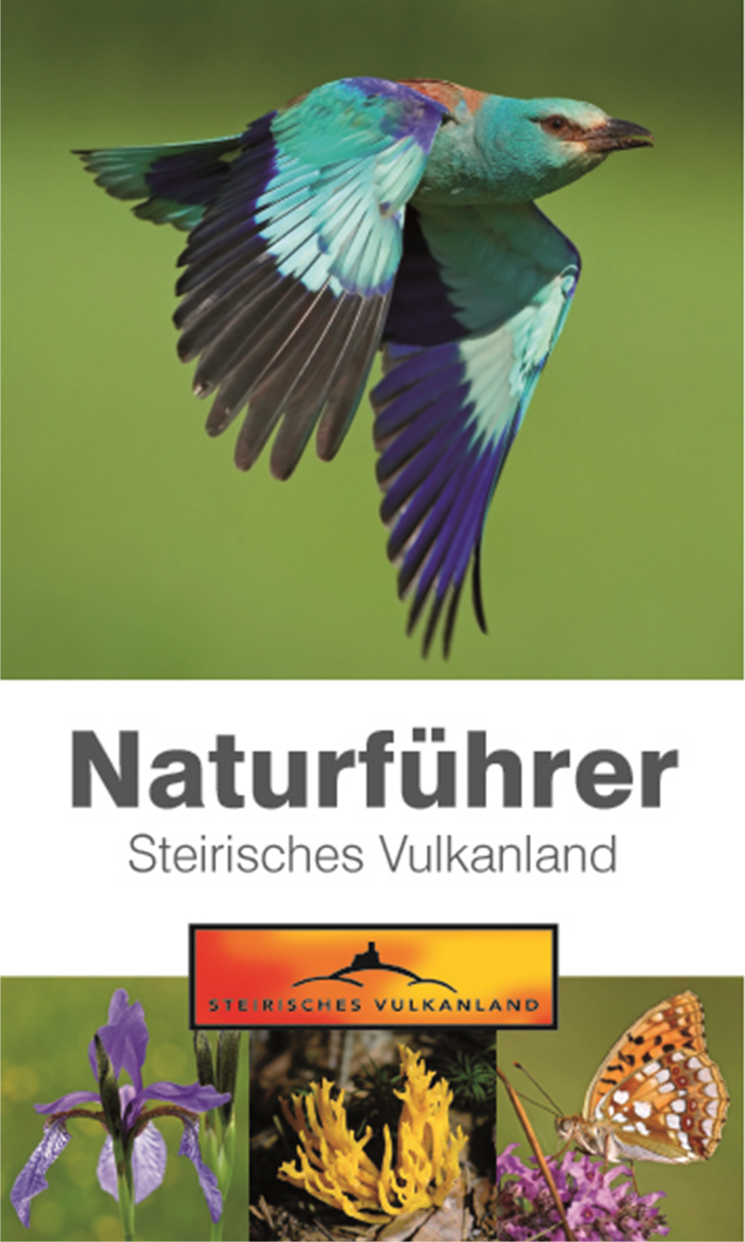 Naturführer
Steirisches Vulkanland
STEIRISCHES VULKANLAND